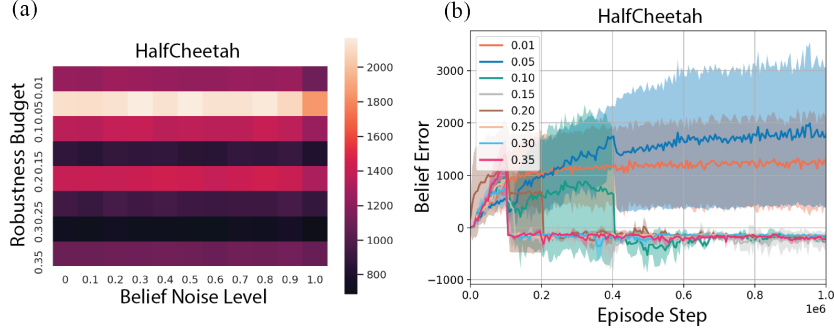 (a)
HalfCheetah
Robustness Budget
0.01
0.05
0.1
0.15
0.20
0.25
0.30
0.35
0 0.1 0.2 0.3 0.4 0.5 0.6 0.7 0.8 0.9 1.0
Belief Noise Level
2000
1800
1600
1400
1200
1000
800
(b)
HalfCheetah
Belief Error
3000
2000
1000
0
−1000
0.01
0.05
0.10
0.15
0.20
0.25
0.30
0.35
0.0 0.2 0.4 0.6 0.8 1.0
1e6
Episode Step